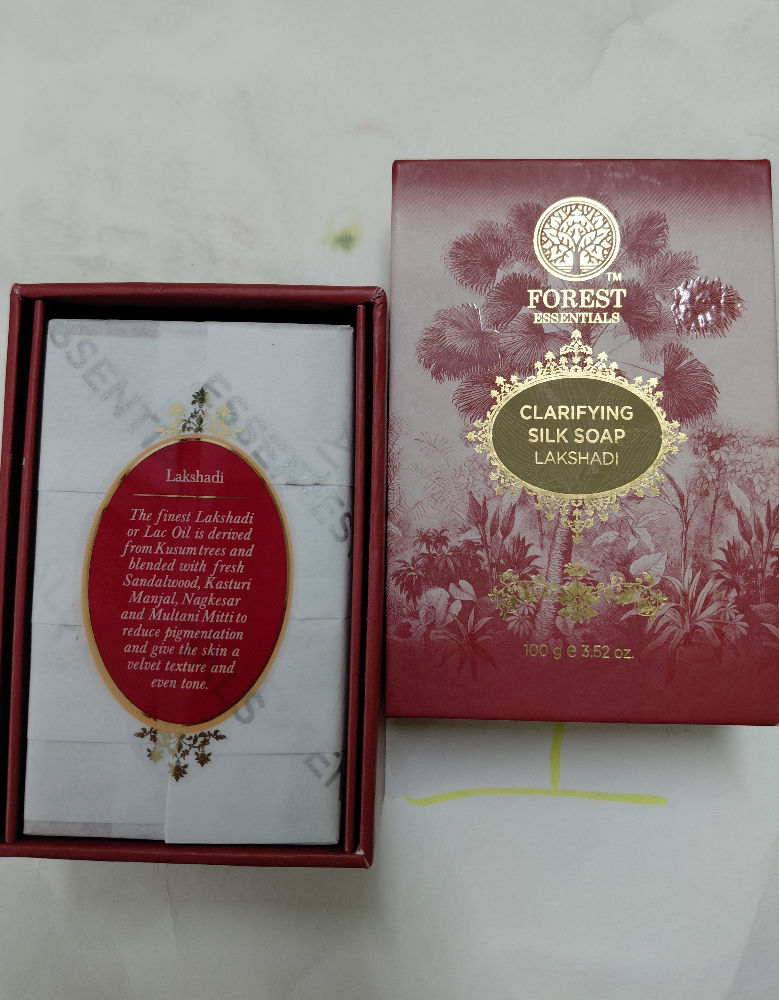 Lakshadi
The finest Lakshadi
or Lac Oil is derived
from Kusum trees and
blended with fresh
Sandalwood, Kasturi
Manjal, Nagkesar
and Multani Mitti to
reduce pigmentation
and give the skin a
velvet texture and
even tone.
FOREST
ESSENTIALS
TM
CLARIFYING
SILK SOAP
LAKSHADI
100 g e 3.52 oz.